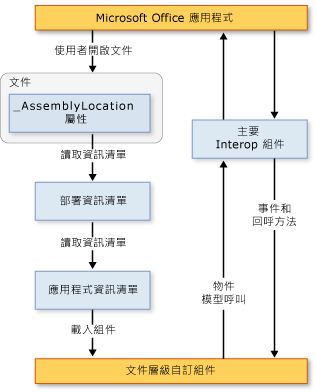 Microsoft Office 應用程式
使用者開啟文件
文件
_AssemblyLocation
屬性
讀取資訊清單
部署資訊清單
讀取資訊清單
應用程式資訊清單
載入組件
主要
Interop 組件
事件和
回呼方法
物件
模型呼叫
文件層級自訂組件